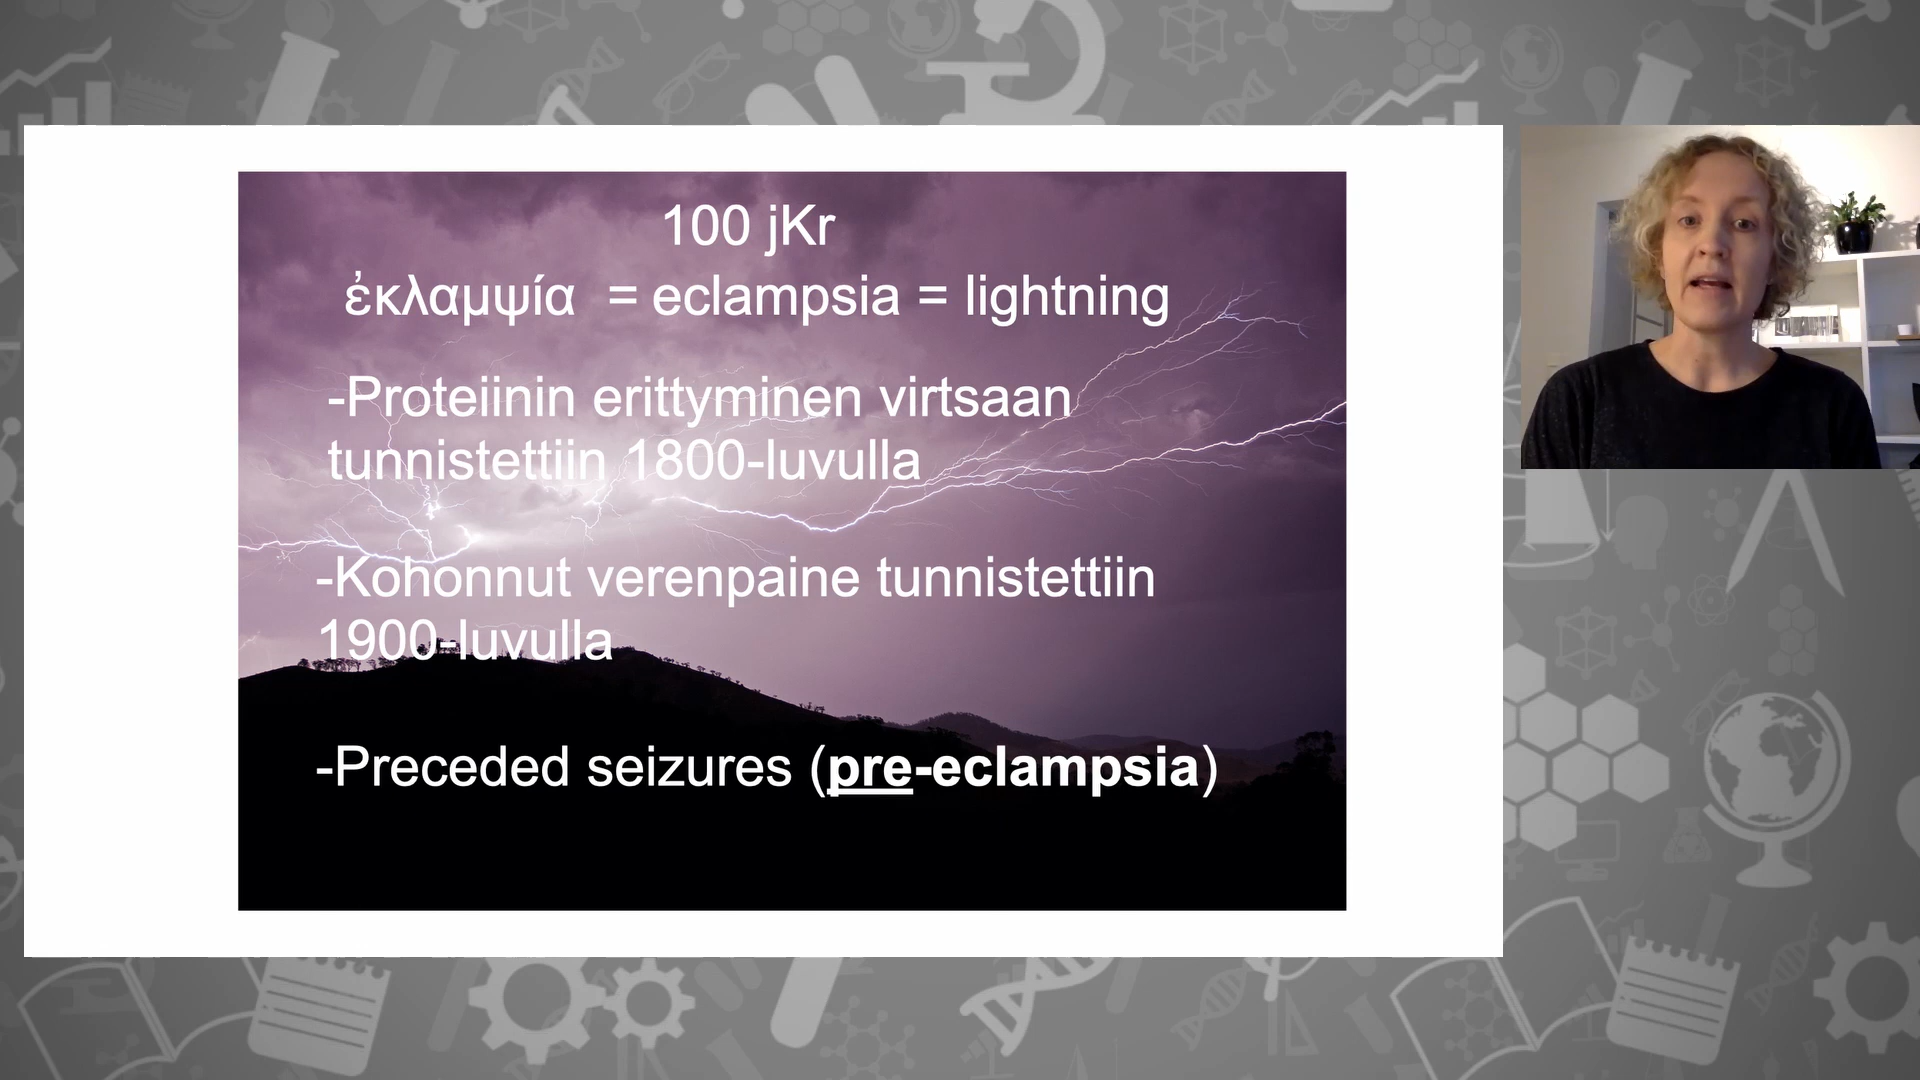 100 jKr
ἐκλαμψία = eclampsia = lightning
-Proteiinin erittyminen virtsaan
tunnistettiin 1800-luvulla
-Kohonnut verenpaine tunnistettiin
1900-luvulla
-Preceded seizures (pre-eclampsia)